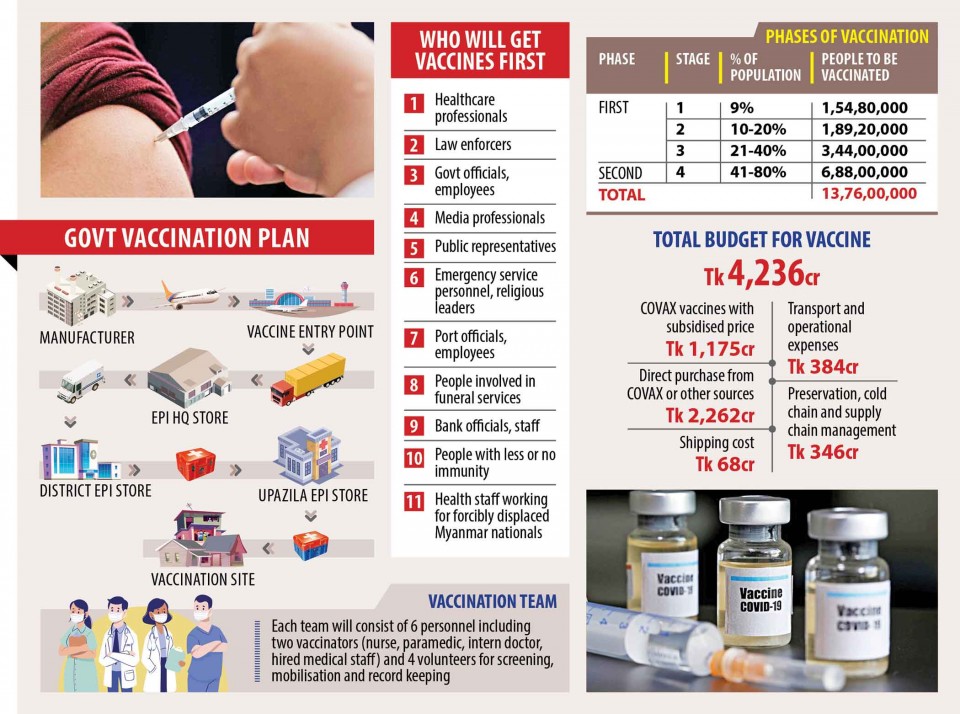 WHO WILL GET
VACCINES FIRST
1 Healthcare
professionals
2 Law enforcers
3 Govt officials,
employees
4 Media professionals
5 Public representatives
6 Emergency service
personnel, religious
leaders
7 Port officials,
employees
8 People involved in
funeral services
9 Bank officials, staff
10 People with less or no
immunity
11 Health staff working
for forcibly displaced
Myanmar nationals
PHASES OF VACCINATION
PHASE STAGE % OF POPULATION PEOPLE TO BE VACCINATED
FIRST 1 9% 1,54,80,000
2 10-20% 1,89,20,000
3 21-40% 3,44,00,000
SECOND 4 41-80% 6,88,00,000
TOTAL 13,76,00,000
GOVT VACCINATION PLAN
MANUFACTURER
VACCINE ENTRY POINT
EPI HQ STORE
DISTRICT EPI STORE
UPAZILA EPI STORE
VACCINATION SITE
TOTAL BUDGET FOR VACCINE
Tk 4,236cr
COVAX vaccines with
subsidised price
Tk 1,175cr
Direct purchase from
COVAX or other sources
Tk 2,262cr
Shipping cost
Tk 68cr
Transport and
operational
expenses
Tk 384cr
Preservation, cold
chain and supply
chain management
Tk 346cr
VACCINATION TEAM
Each team will consist of 6 personnel including
two vaccinators (nurse, paramedic, intern doctor,
hired medical staff) and 4 volunteers for screening,
mobilisation and record keeping
Vaccine
COVID-19
Vaccine
COVID-19
Vaccine
COVID-19